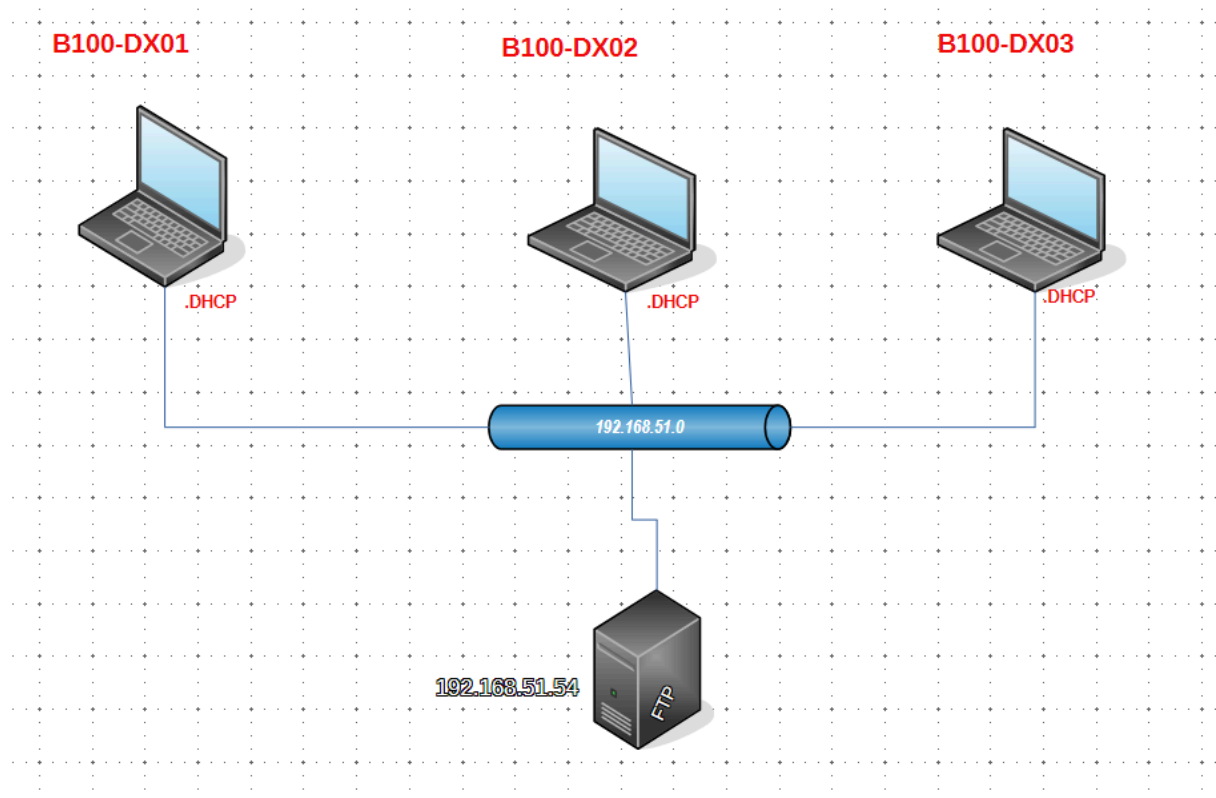 B100-DX01
B100-DX02
B100-DX03
.DHCP
.DHCP
.DHCP
192.168.51.0
192.168.51.54
FTP